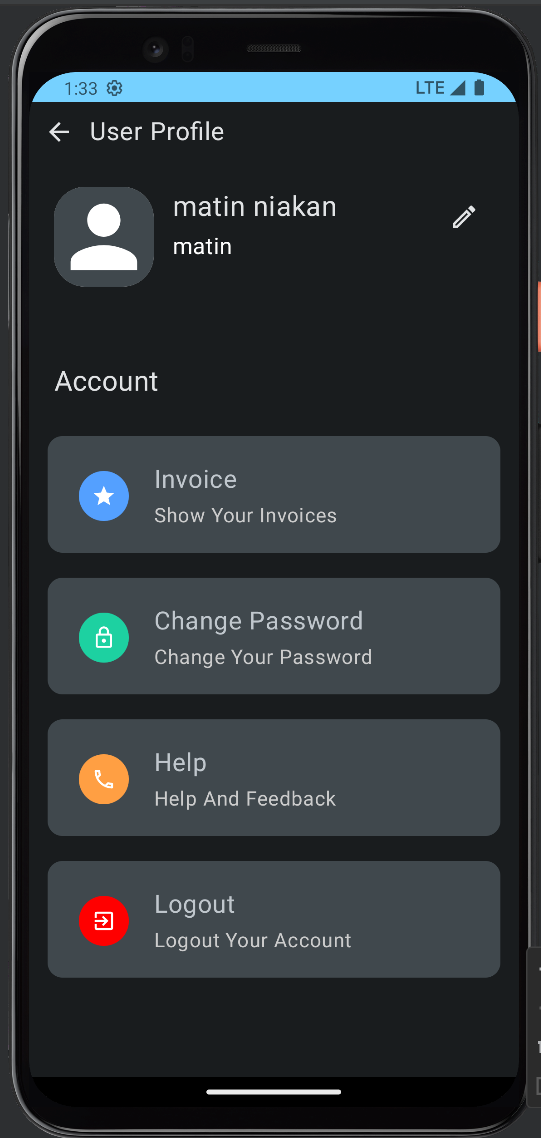 1:33 LTE
User Profile
matin niakan
matin
Account
Invoice
Show Your Invoices
Change Password
Change Your Password
Help
Help And Feedback
Logout
Logout Your Account